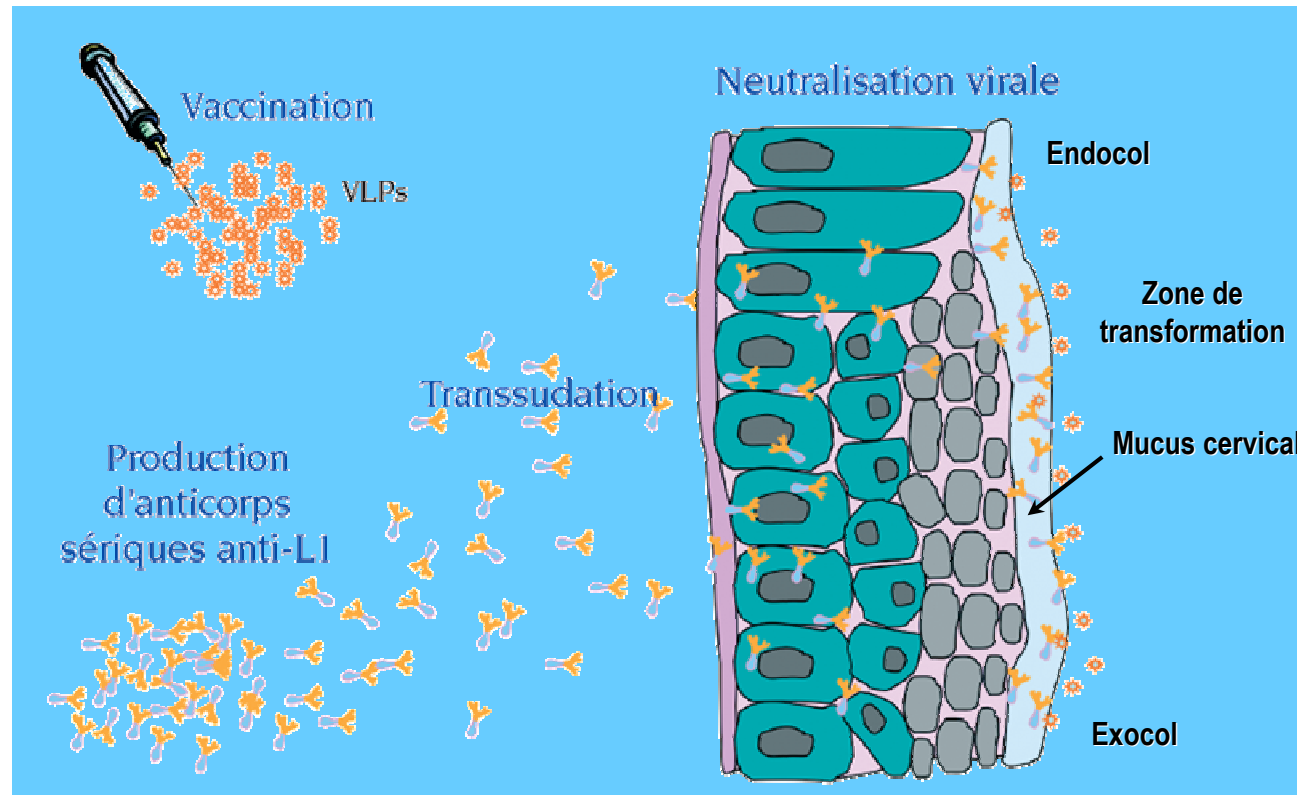 Vaccination
VLPs
Neutralisation virale
Endocol
Zone de
transformation
Transsudation
Mucus cervical
Production
d'anticorps
sériques anti-L1
Exocol